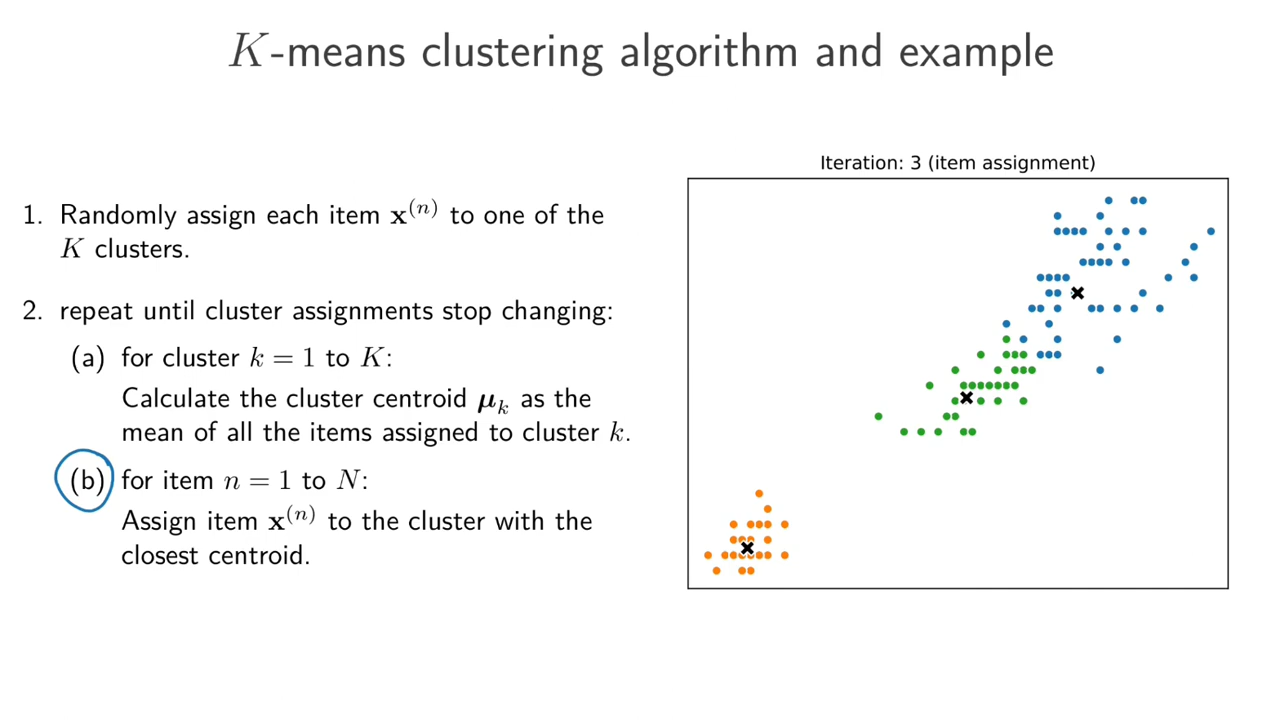 K-means clustering algorithm and example
1. Randomly assign each item x⁽ⁿ⁾ to one of the
K clusters.
2. repeat until cluster assignments stop changing:
(a) for cluster k = 1 to K:
Calculate the cluster centroid μₖ as the
mean of all the items assigned to cluster k.
(b) for item n = 1 to N:
Assign item x⁽ⁿ⁾ to the cluster with the
closest centroid.
Iteration: 3 (item assignment)